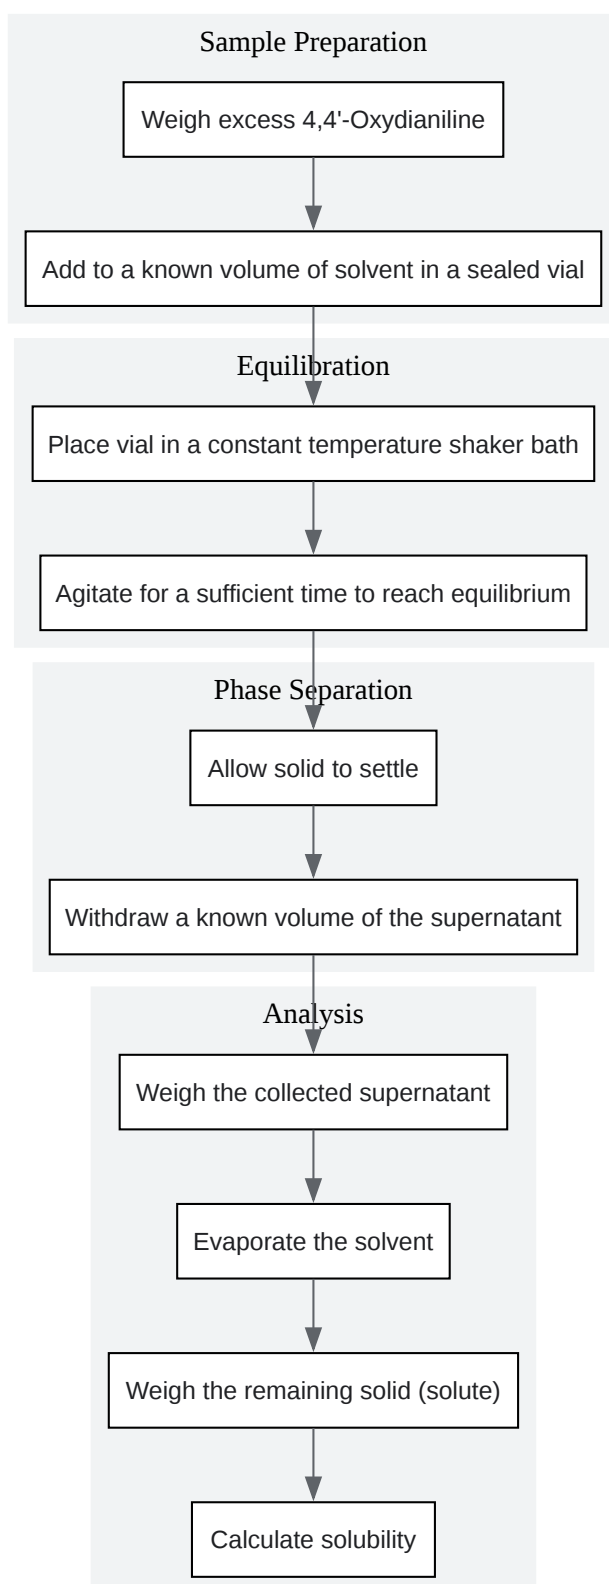 Sample Preparation
Weigh excess 4,4'-Oxydianiline
Add to a known volume of solvent in a sealed vial
Equilibration
Place vial in a constant temperature shaker bath
Agitate for a sufficient time to reach equilibrium
Phase Separation
Allow solid to settle
Withdraw a known volume of the supernatant
Analysis
Weigh the collected supernatant
Evaporate the solvent
Weigh the remaining solid (solute)
Calculate solubility